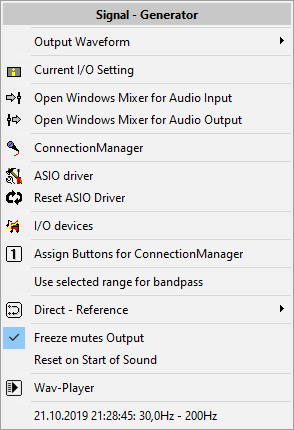 Signal - Generator
Output Waveform
Current I/O Setting
Open Windows Mixer for Audio Input
Open Windows Mixer for Audio Output
ConnectionManager
ASIO driver
Reset ASIO Driver
I/O devices
1 Assign Buttons for ConnectionManager
Use selected range for bandpass
Direct - Reference
Freeze mutes Output
Reset on Start of Sound
Wav-Player
21.10.2019 21:28:45: 30,0Hz - 200Hz